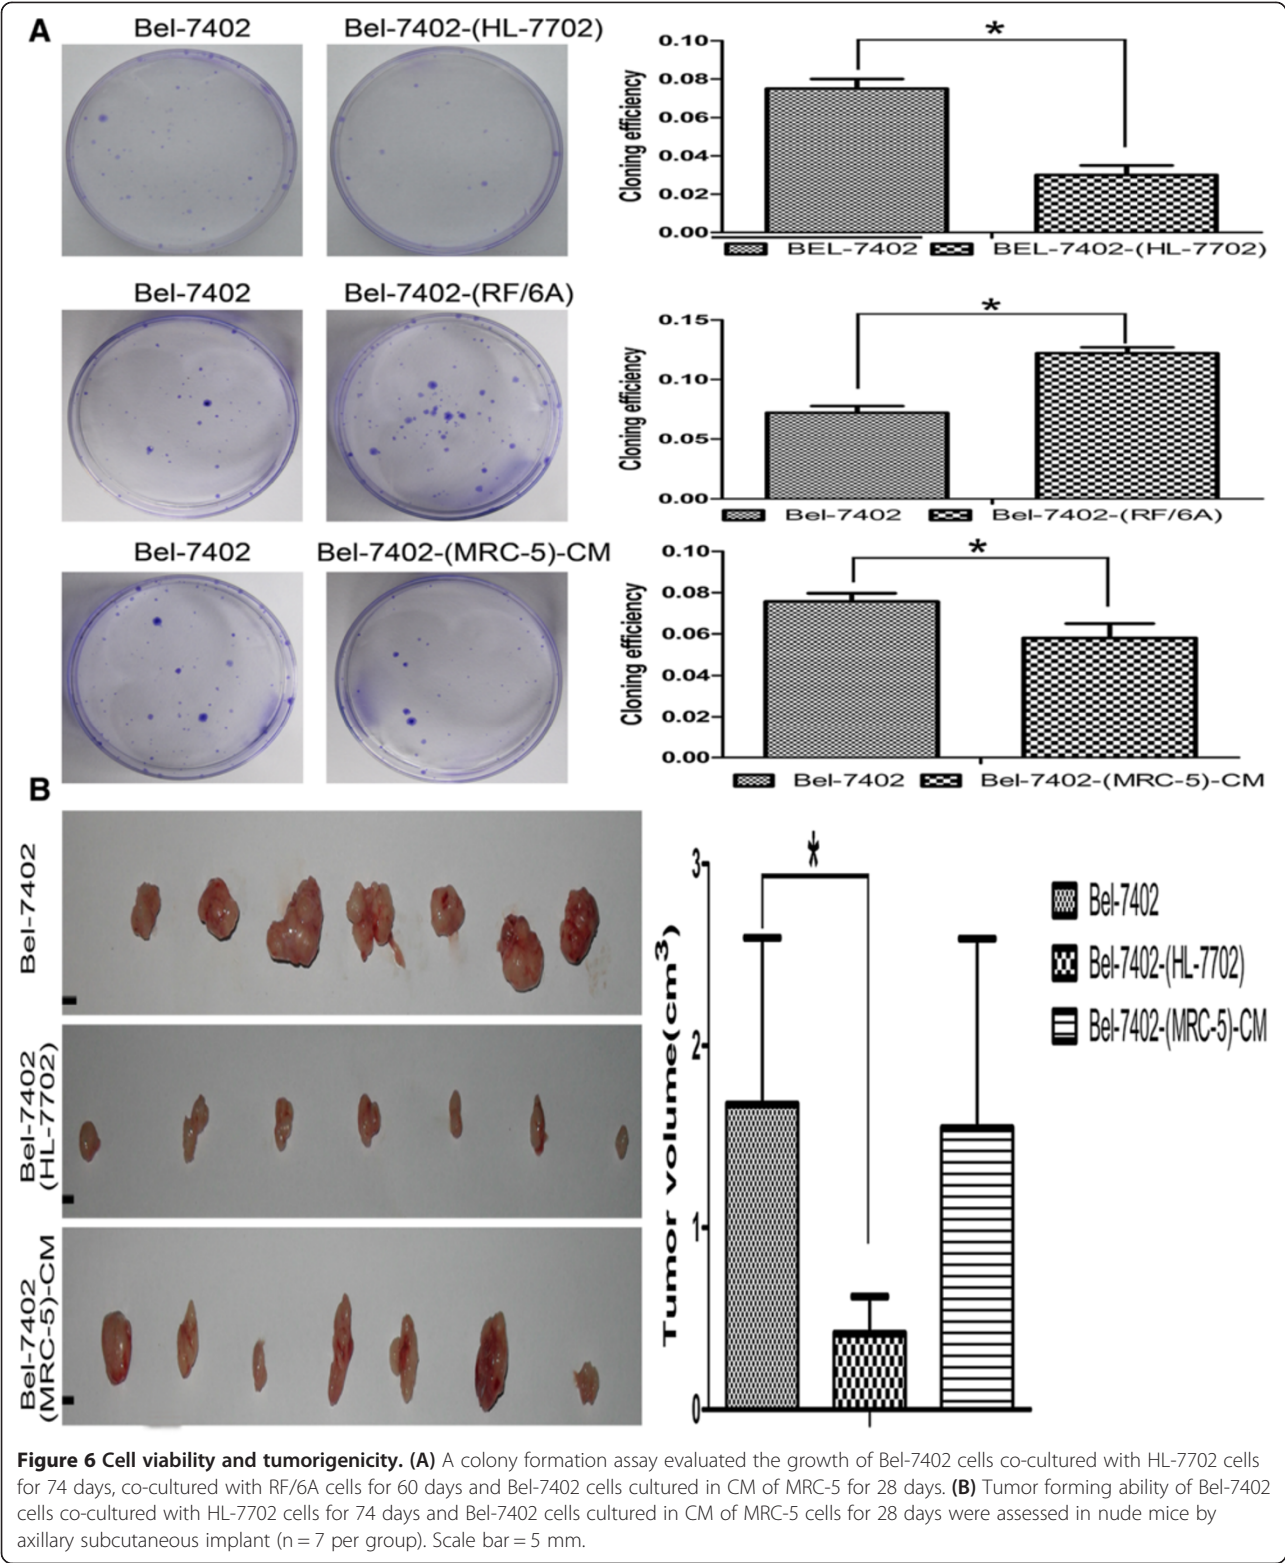 A
Bel-7402
Bel-7402-(HL-7702)
0.10
0.08
0.06
0.04
0.02
0.00
Cloning efficiency
*
BEL-7402
BEL-7402-(HL-7702)
Bel-7402
Bel-7402-(RF/6A)
0.15
0.10
0.05
0.00
Cloning efficiency
*
Bel-7402
Bel-7402-(RF/6A)
Bel-7402
Bel-7402-(MRC-5)-CM
0.10
0.08
0.06
0.04
0.02
0.00
Cloning efficiency
*
Bel-7402
Bel-7402-(MRC-5)-CM
B
Bel-7402
Bel-7402
(HL-7702)
Bel-7402
(MRC-5)-CM
3
2
1
0
Tumor volume(cm³)
*
Bel-7402
Bel-7402-(HL-7702)
Bel-7402-(MRC-5)-CM
Figure 6 Cell viability and tumorigenicity. (A) A colony formation assay evaluated the growth of Bel-7402 cells co-cultured with HL-7702 cells
for 74 days, co-cultured with RF/6A cells for 60 days and Bel-7402 cells cultured in CM of MRC-5 for 28 days. (B) Tumor forming ability of Bel-7402
cells co-cultured with HL-7702 cells for 74 days and Bel-7402 cells cultured in CM of MRC-5 cells for 28 days were assessed in nude mice by
axillary subcutaneous implant (n = 7 per group). Scale bar = 5 mm.